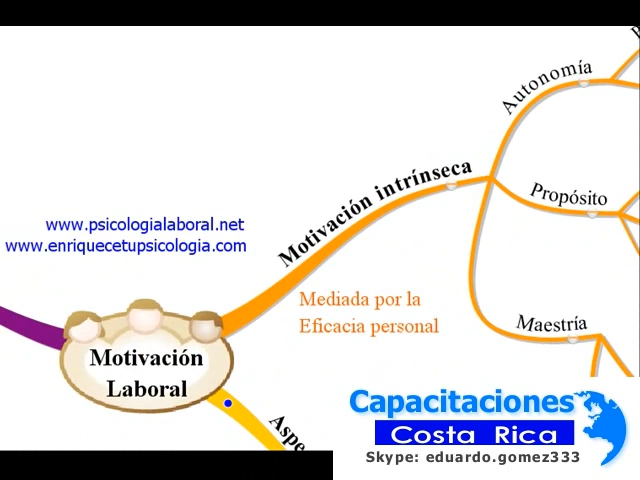 Autonomía
Motivación intrínseca
Propósito
www.psicologialaboral.net
www.enriquecetupsicologia.com
Mediada por la
Eficacia personal
Maestría
Motivación
Laboral
Capacitaciones
Costa Rica
Skype: eduardo.gomez333